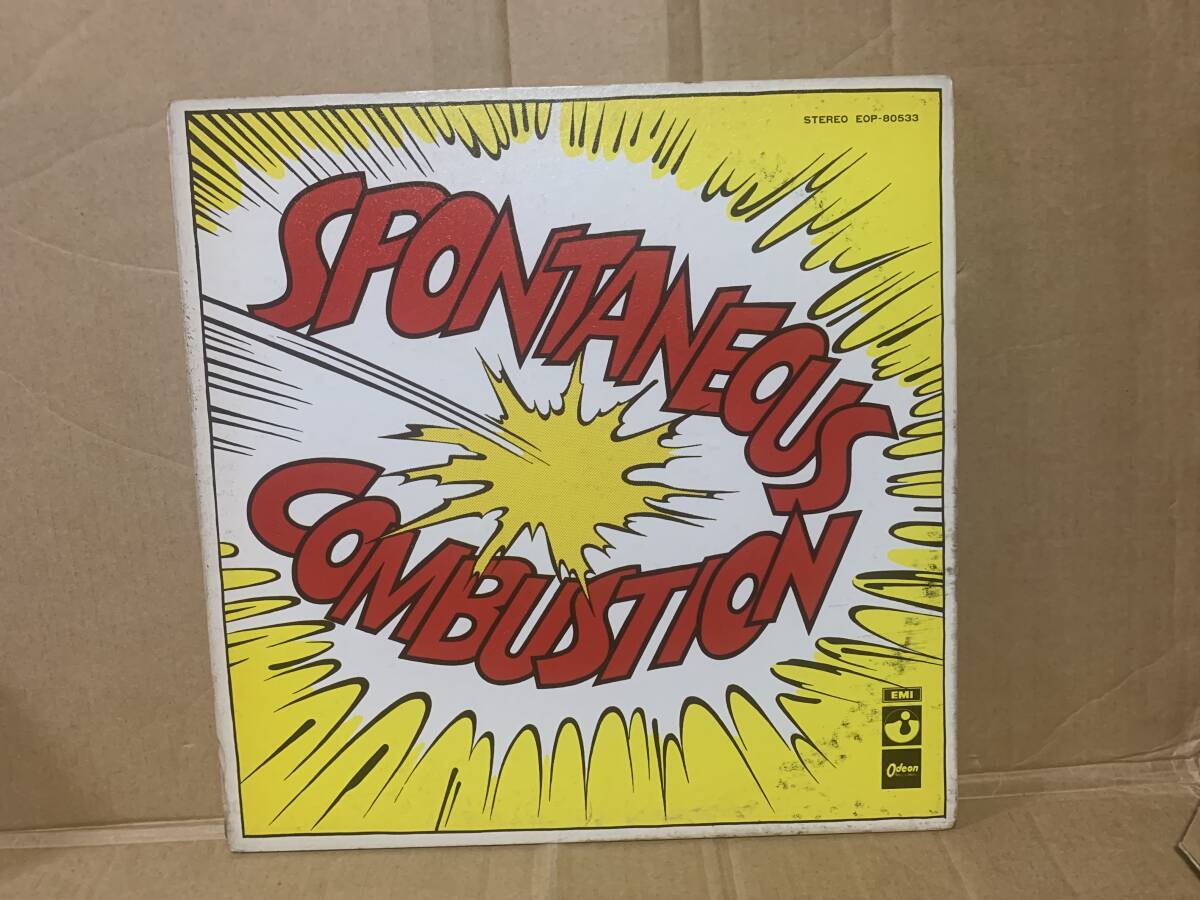 STEREO EOP-80533
SPONTANEOUS
COMBUSTION
EMI
Odeon